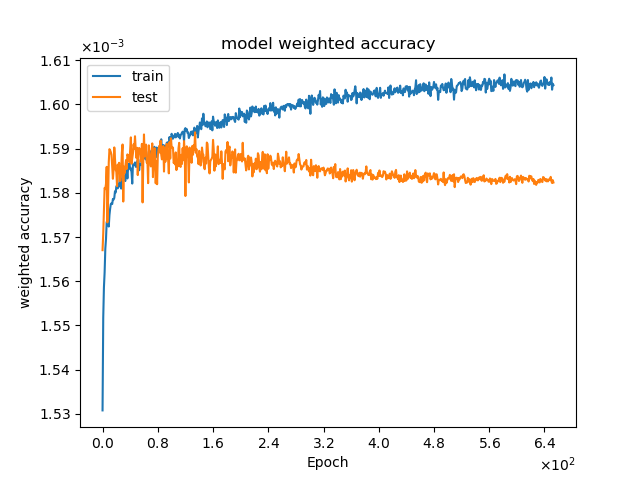 model weighted accuracy
×10⁻³
1.61
1.60
1.59
1.58
1.57
1.56
1.55
1.54
1.53
weighted accuracy
train
test
0.0 0.8 1.6 2.4 3.2 4.0 4.8 5.6 6.4
Epoch
×10²